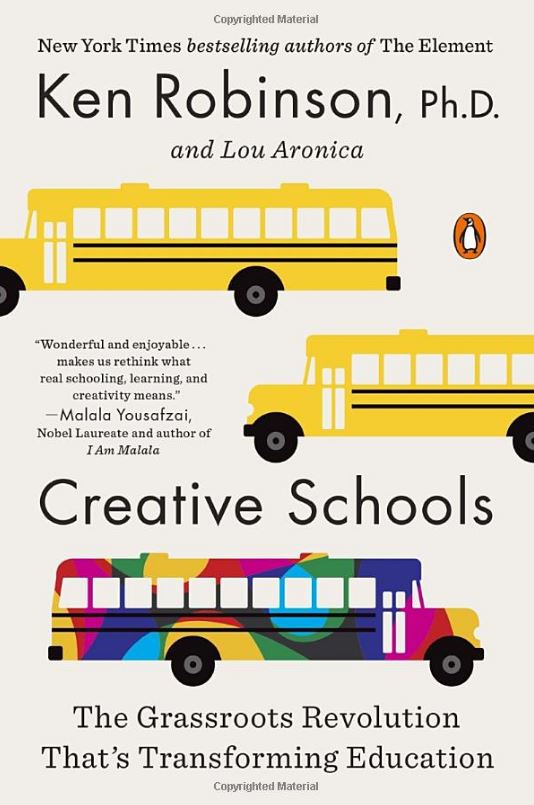 Copyrighted Material
New York Times bestselling authors of The Element
Ken Robinson, Ph.D.
and Lou Aronica
“Wonderful and enjoyable...
makes us rethink what
real schooling, learning, and
creativity means.”
—Malala Yousafzai,
Nobel Laureate and author of
I Am Malala
Creative Schools
The Grassroots Revolution
That’s Transforming Education
Copyrighted Material